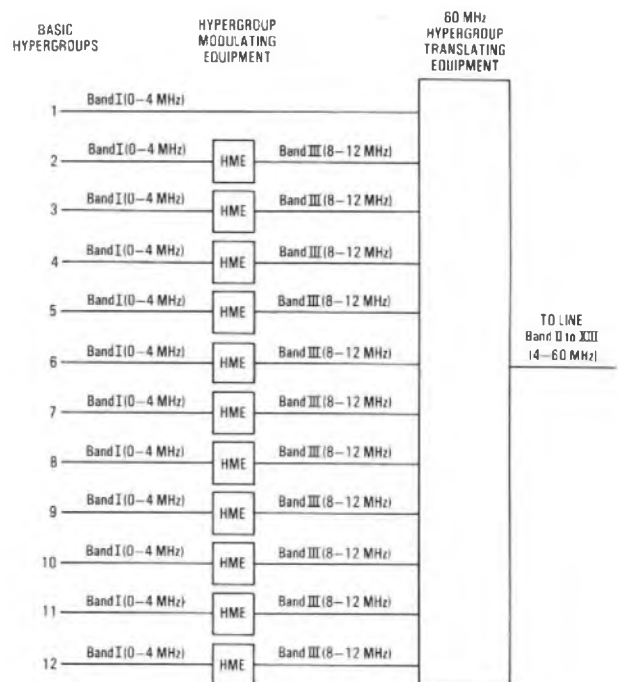 BASIC
HYPERGROUPS
HYPERGROUP
MODULATING
EQUIPMENT
60 MHz
HYPERGROUP
TRANSLATING
EQUIPMENT
1 Band I (0–4 MHz)
2 Band I (0–4 MHz) HME Band III (8–12 MHz)
3 Band I (0–4 MHz) HME Band III (8–12 MHz)
4 Band I (0–4 MHz) HME Band III (8–12 MHz)
5 Band I (0–4 MHz) HME Band III (8–12 MHz)
6 Band I (0–4 MHz) HME Band III (8–12 MHz)
7 Band I (0–4 MHz) HME Band III (8–12 MHz)
8 Band I (0–4 MHz) HME Band III (8–12 MHz)
9 Band I (0–4 MHz) HME Band III (8–12 MHz)
10 Band I (0–4 MHz) HME Band III (8–12 MHz)
11 Band I (0–4 MHz) HME Band III (8–12 MHz)
12 Band I (0–4 MHz) HME Band III (8–12 MHz)
TO LINE
Band II to XIII
(4–60 MHz)